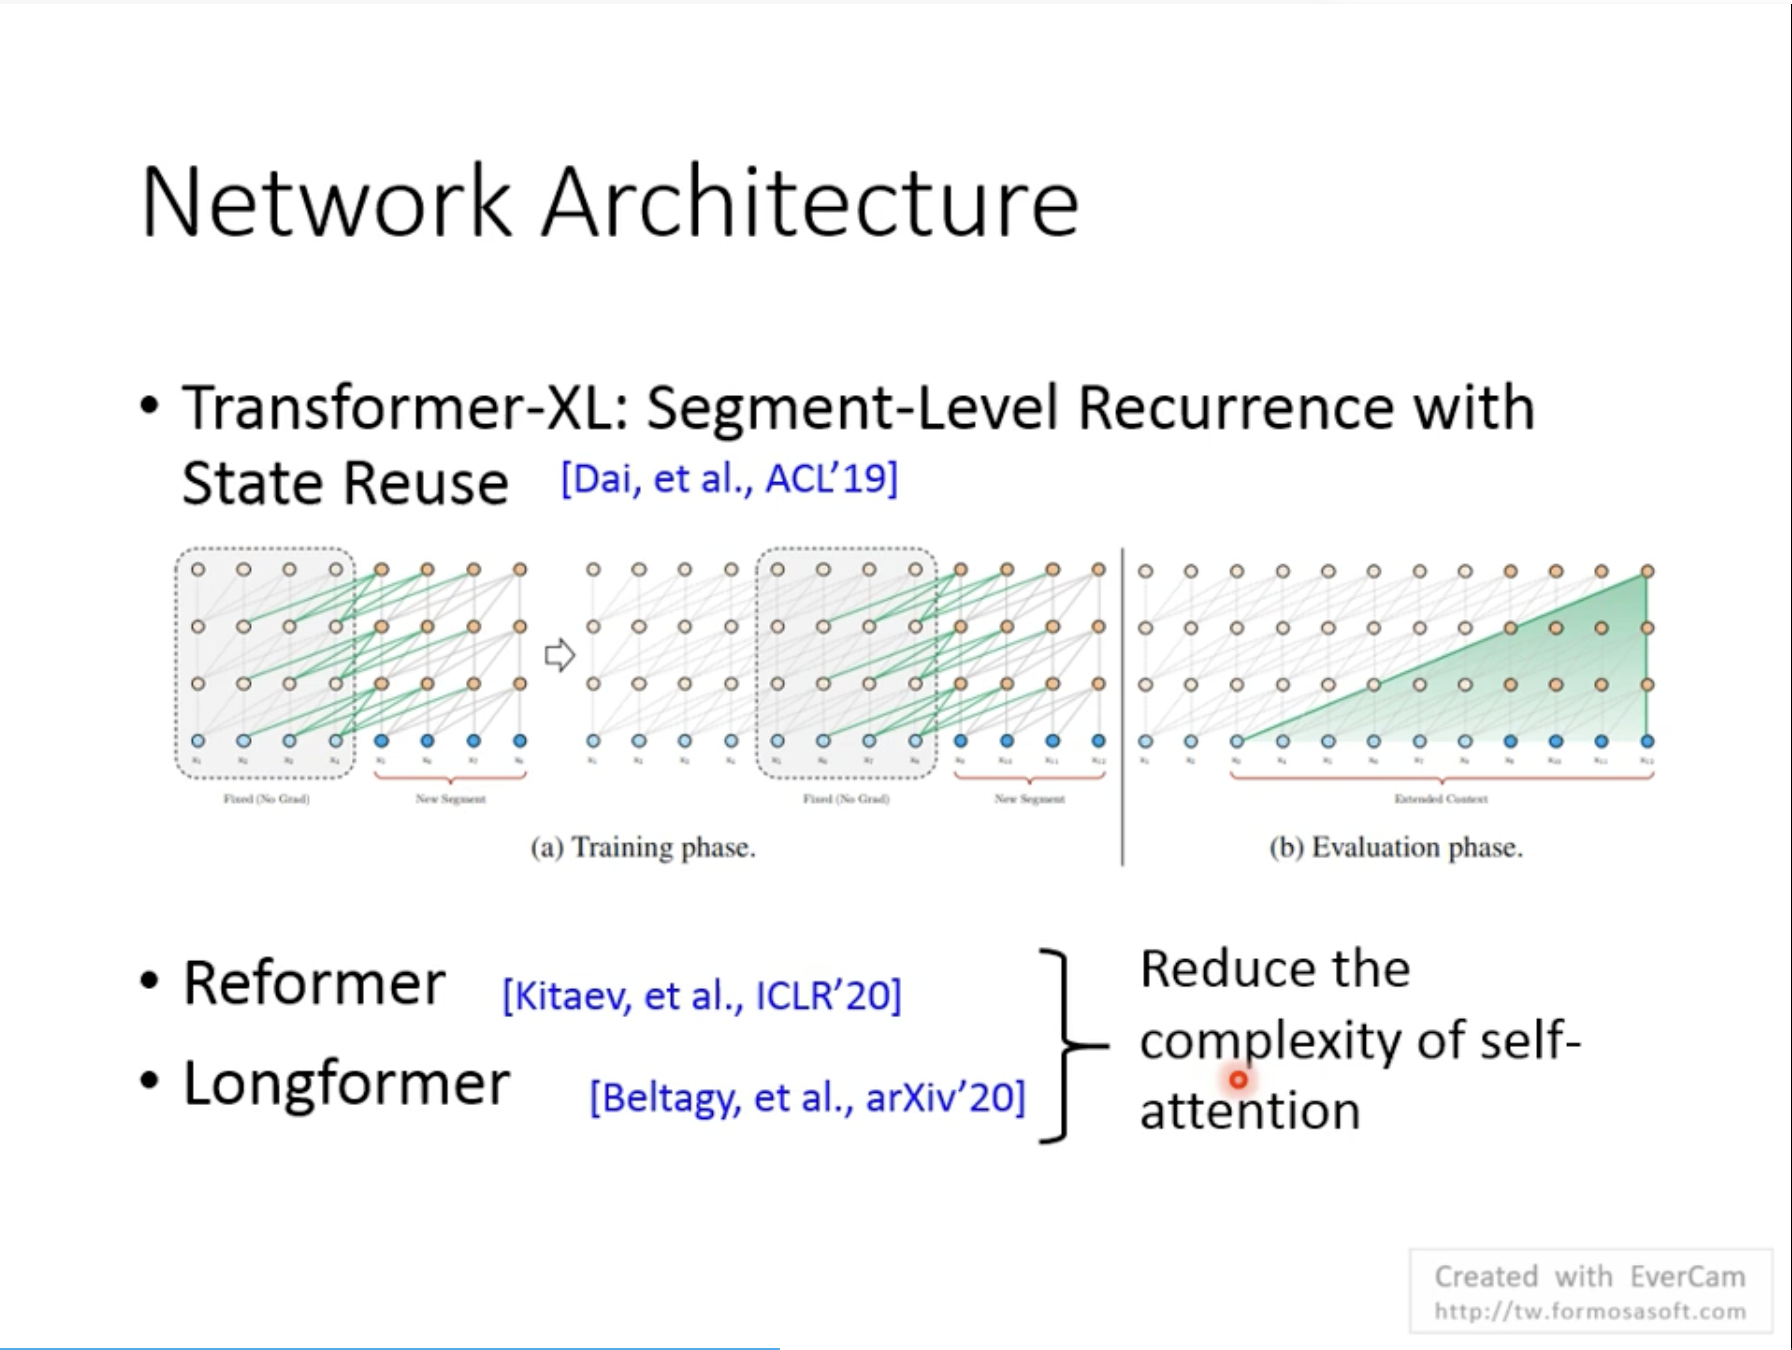 Network Architecture
• Transformer-XL: Segment-Level Recurrence with
State Reuse [Dai, et al., ACL’19]
Fixed (No Grad) New Segment Fixed (No Grad) New Segment Extended Context
(a) Training phase. (b) Evaluation phase.
• Reformer [Kitaev, et al., ICLR’20]
• Longformer [Beltagy, et al., arXiv’20]
Reduce the
complexity of self-
attention
Created with EverCam
http://tw.formosasoft.com